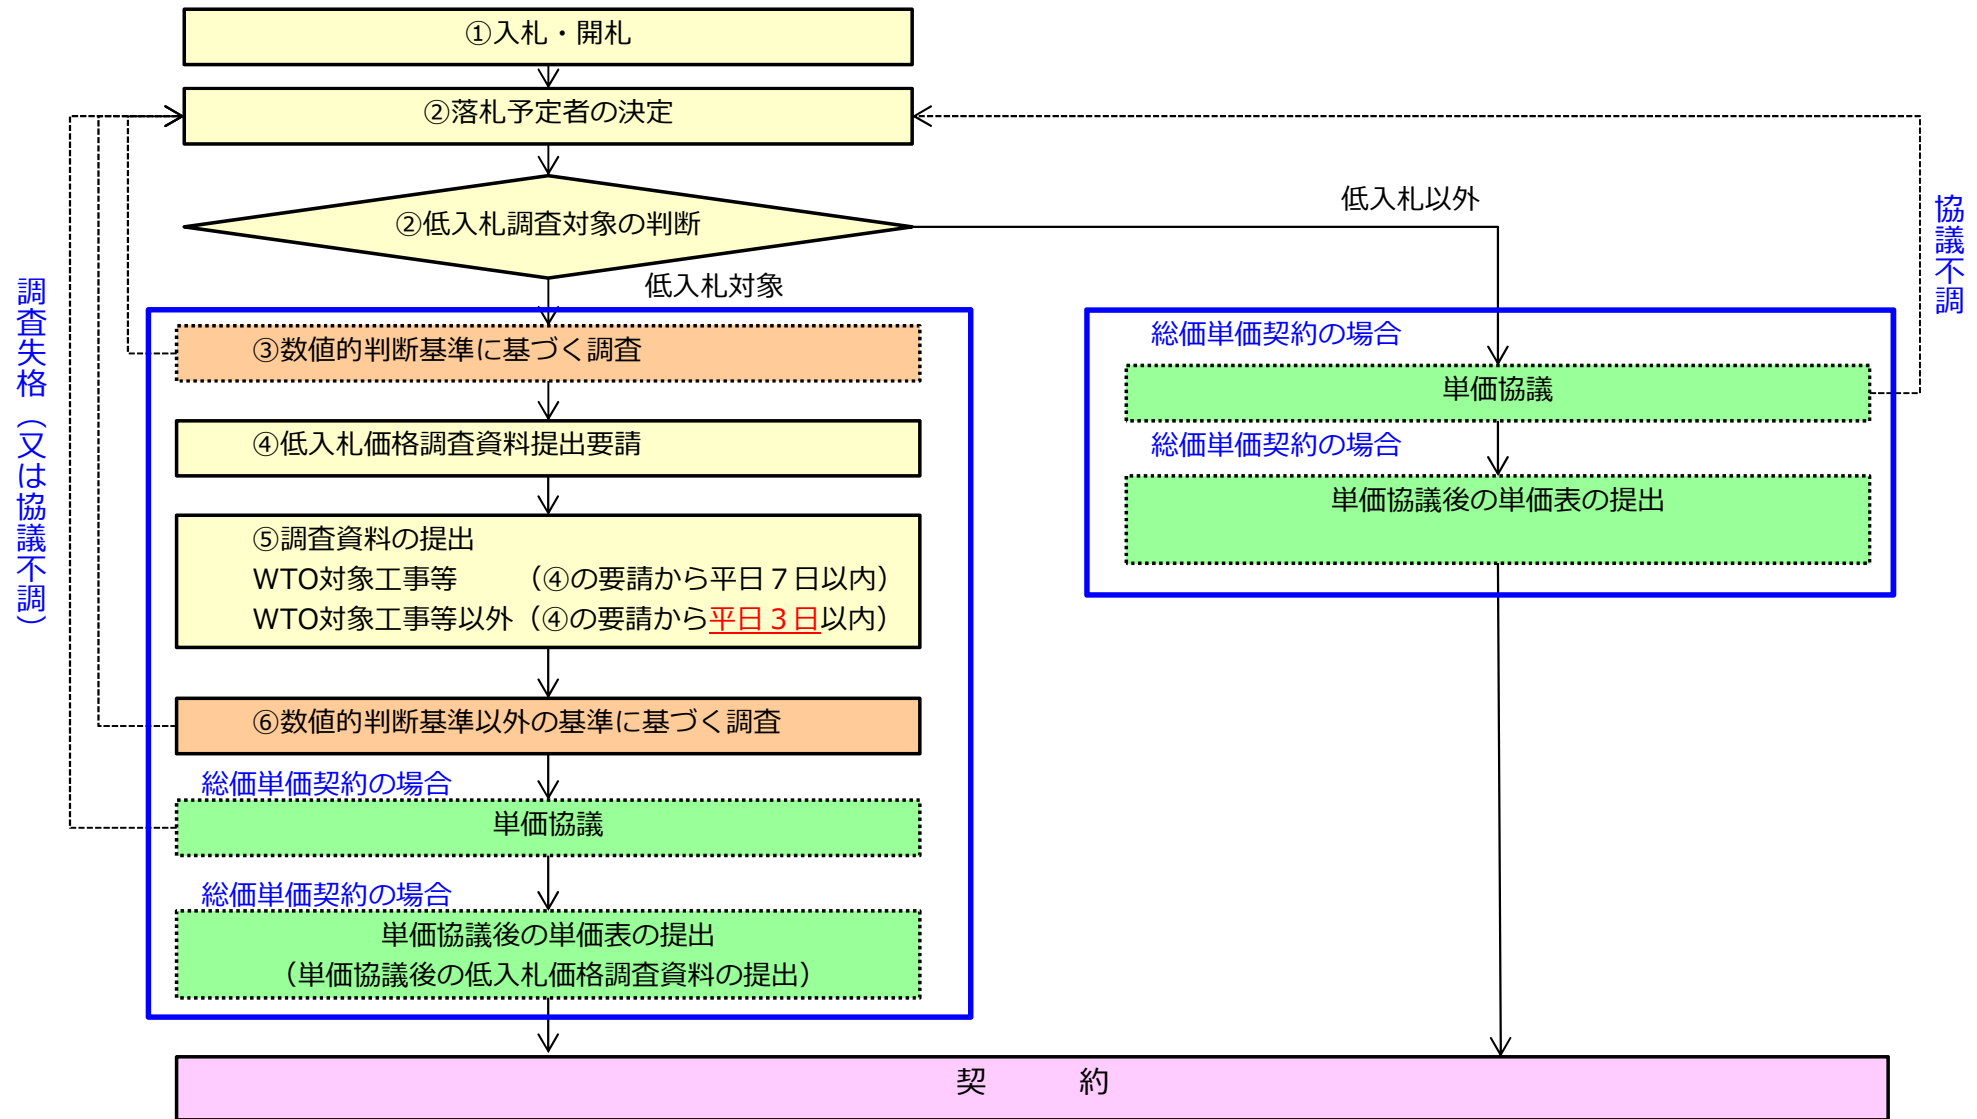 ①入札・開札
②落札予定者の決定
②低入札調査対象の判断
低入札以外
低入札対象
協議不調
調査失格（又は協議不調）
③数値的判断基準に基づく調査
④低入札価格調査資料提出要請
⑤調査資料の提出
WTO対象工事等　　（④の要請から平日７日以内）
WTO対象工事等以外（④の要請から平日３日以内）
⑥数値的判断基準以外の基準に基づく調査
総価単価契約の場合
単価協議
総価単価契約の場合
単価協議後の単価表の提出
（単価協議後の低入札価格調査資料の提出）
総価単価契約の場合
単価協議
総価単価契約の場合
単価協議後の単価表の提出
契　　　約